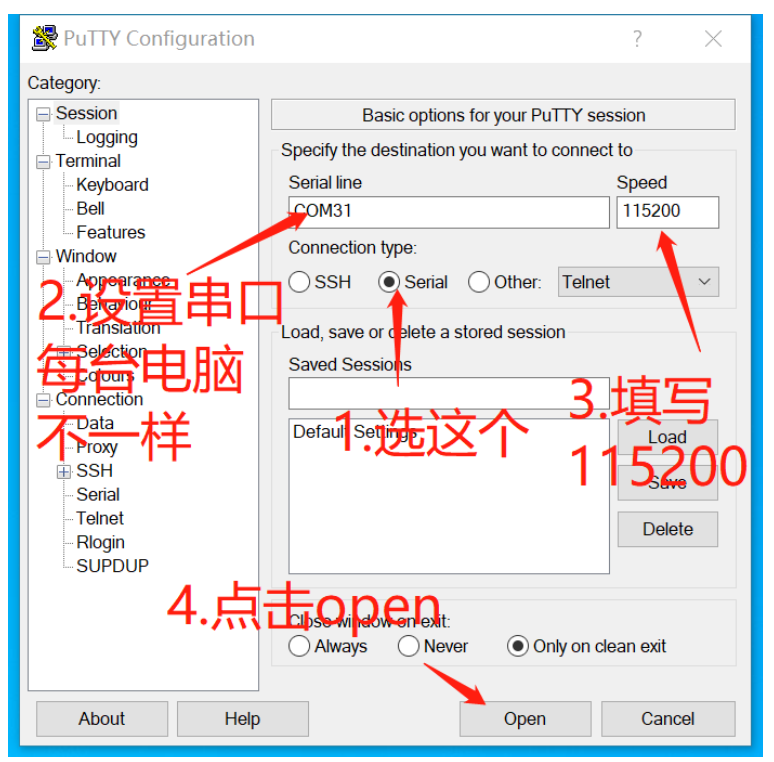 PuTTY Configuration
?
Category:
Session
Logging
Terminal
Keyboard
Bell
Features
Window
Appearance
Behaviour
Translation
Selection
Colours
Connection
Data
Proxy
SSH
Serial
Telnet
Rlogin
SUPDUP
Basic options for your PuTTY session
Specify the destination you want to connect to
Serial line
Speed
COM31
115200
Connection type:
SSH
Serial
Other:
Telnet
Load, save or delete a stored session
Saved Sessions
Default Settings
Load
Save
Delete
Close window on exit:
Always
Never
Only on clean exit
About
Help
Open
Cancel
1.选这个
2.设置串口
每台电脑
不一样
3.填写
115200
4.点击open